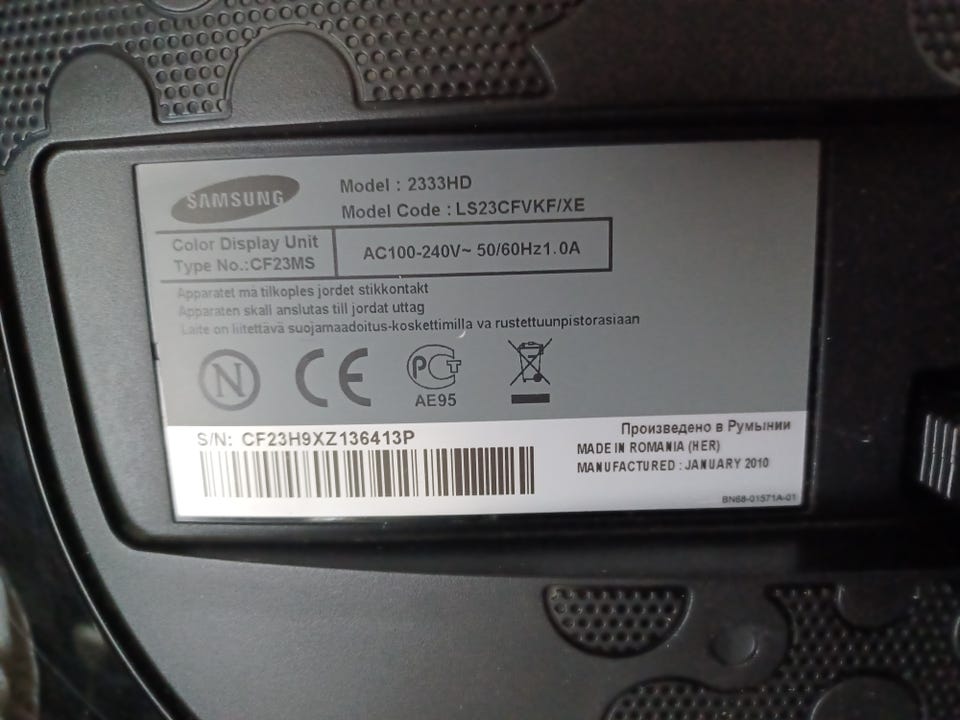 SAMSUNG
Model : 2333HD
Model Code : LS23CFVKF/XE
Color Display Unit
Type No.:CF23MS
AC100-240V~ 50/60Hz1.0A
Apparatet må tilkoples jordet stikkontakt
Apparaten skall anslutas till jordat uttag
Laite on liitettävä suojamaadoitus-koskettimilla va rustettuunpistorasiaan
N
CE
РСТ
AE95
S/N: CF23H9XZ136413P
Произведено в Румынии
MADE IN ROMANIA (HER)
MANUFACTURED : JANUARY 2010
BN68-01571A-01